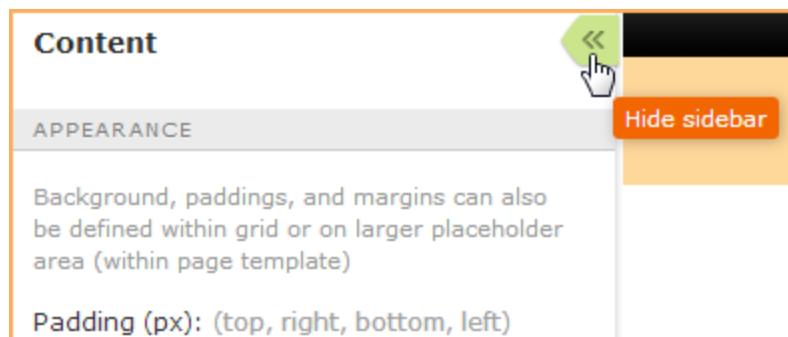 Content
«
Hide sidebar
APPEARANCE
Background, paddings, and margins can also
be defined within grid or on larger placeholder
area (within page template)
Padding (px): (top, right, bottom, left)